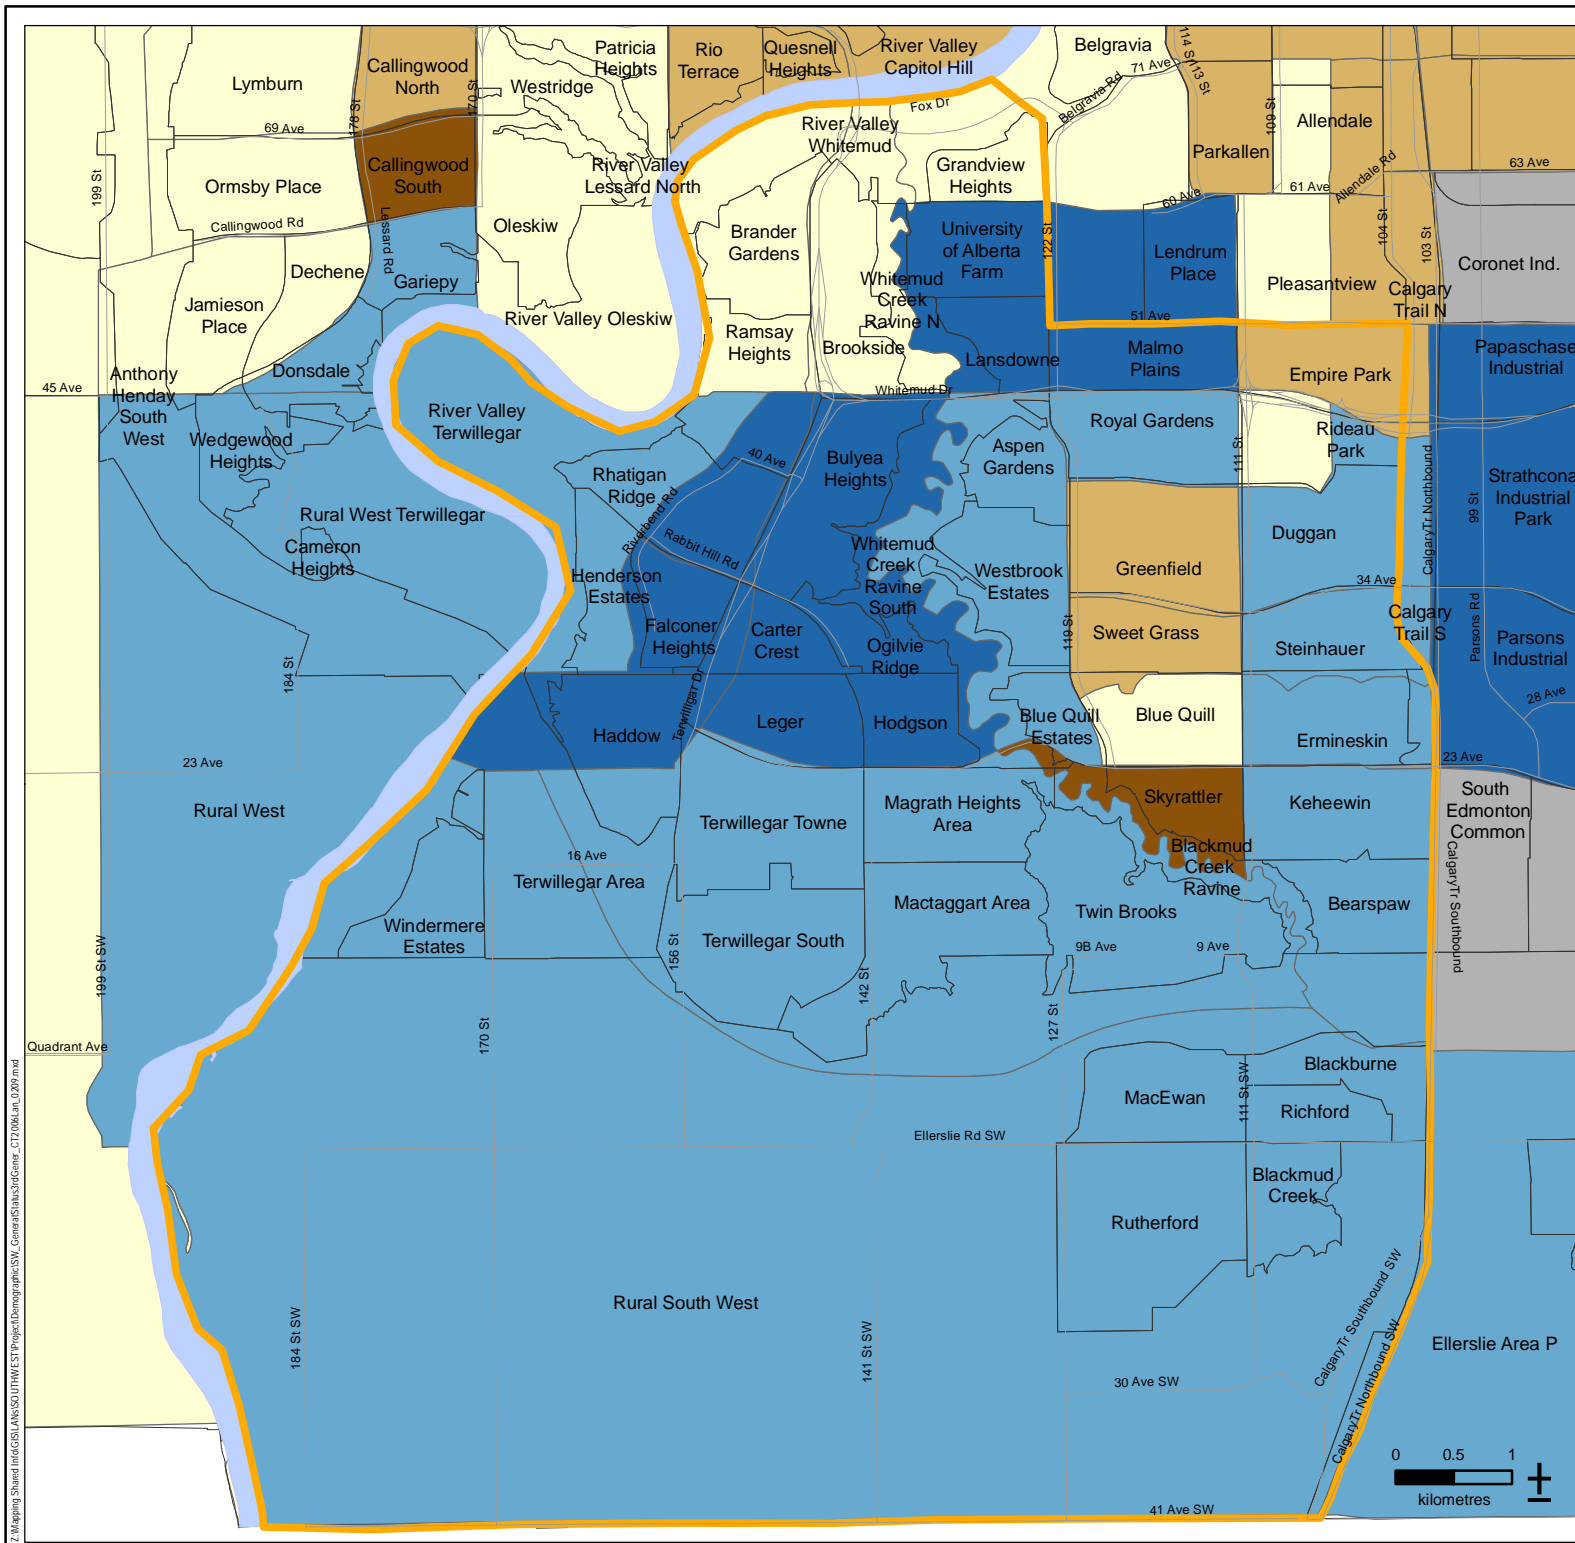 Patricia
Heights
Rio
Terrace
Quesnell
Heights
River Valley
Capitol Hill
Belgravia
114 St
113 St
71 Ave
Lymburn
Callingwood
North
170 St
Westridge
Fox Dr
Belgravia Rd
109 St
Allendale
178 St
69 Ave
River Valley
Whitemud
Parkallen
Allendale Rd
63 Ave
199 St
Ormsby Place
Callingwood
South
River Valley
Lessard North
Grandview
Heights
60 Ave
61 Ave
Callingwood Rd
Lessard Rd
Oleskiw
Brander
Gardens
University
of Alberta
Farm
122 St
Lendrum
Place
104 St
103 St
Coronet Ind.
Dechene
Gariepy
Whitemud
Creek
Ravine N
Pleasantview
Calgary
Trail N
Jamieson
Place
River Valley Oleskiw
Ramsay
Heights
Brookside
51 Ave
Lansdowne
Malmo
Plains
Papaschase
Industrial
Anthony
Henday
South
West
45 Ave
Donsdale
Whitemud Dr
Empire Park
River Valley
Terwillegar
Royal Gardens
Rideau
Park
Wedgewood
Heights
Aspen
Gardens
111 St
40 Ave
Bulyea
Heights
Rhatigan
Ridge
Riverbend Rd
CalgaryTr Northbound
99 St
Strathcona
Industrial
Park
Rural West Terwillegar
Duggan
Cameron
Heights
Rabbit Hill Rd
Whitemud
Creek
Ravine
South
Henderson
Estates
Westbrook
Estates
Greenfield
34 Ave
Falconer
Heights
Carter
Crest
Ogilvie
Ridge
119 St
Sweet Grass
Steinhauer
Calgary
Trail S
Parsons Rd
Parsons
Industrial
184 St
28 Ave
Haddow
Terwilligar Dr
Leger
Hodgson
Blue Quill
Estates
Blue Quill
Ermineskin
23 Ave
23 Ave
Rural West
Terwillegar Towne
Magrath Heights
Area
Skyrattler
Keheewin
South
Edmonton
Common
16 Ave
Terwillegar Area
Blackmud
Creek
Ravine
CalgaryTr Southbound
Windermere
Estates
Mactaggart Area
Twin Brooks
Bearspaw
199 St SW
156 St
Terwillegar South
142 St
9B Ave
9 Ave
Quadrant Ave
170 St
127 St
Blackburne
MacEwan
111 St SW
Richford
Ellerslie Rd SW
Blackmud
Creek
Rutherford
Rural South West
184 St SW
141 St SW
CalgaryTr Southbound SW
CalgaryTr Northbound SW
Ellerslie Area P
30 Ave SW
0 0.5 1
kilometres
41 Ave SW